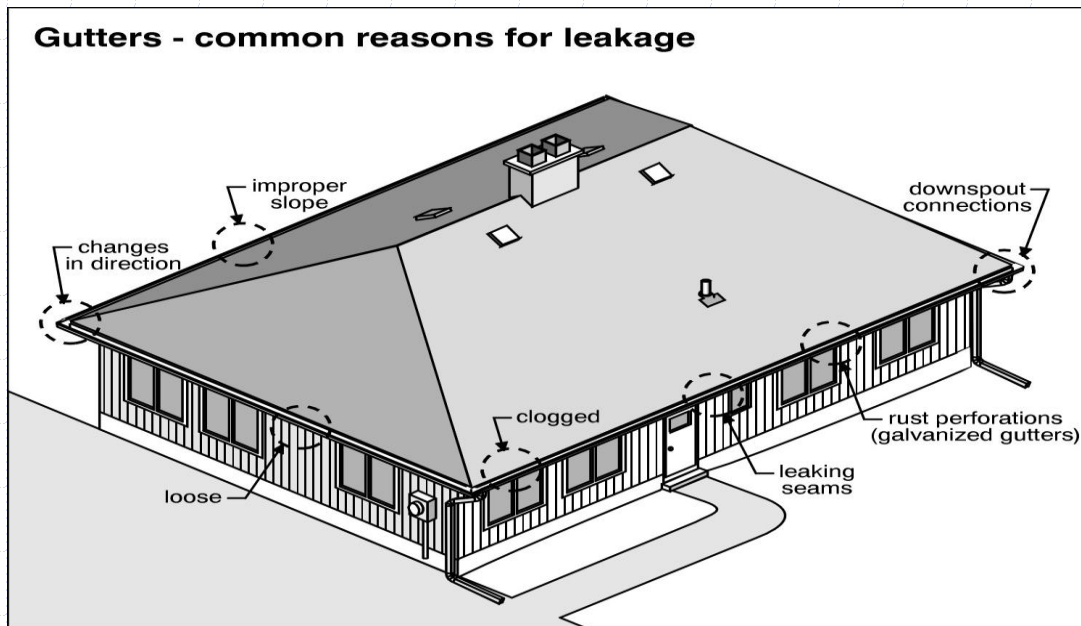 Gutters - common reasons for leakage
improper
slope
changes
in direction
downspout
connections
clogged
loose
leaking
seams
rust perforations
(galvanized gutters)